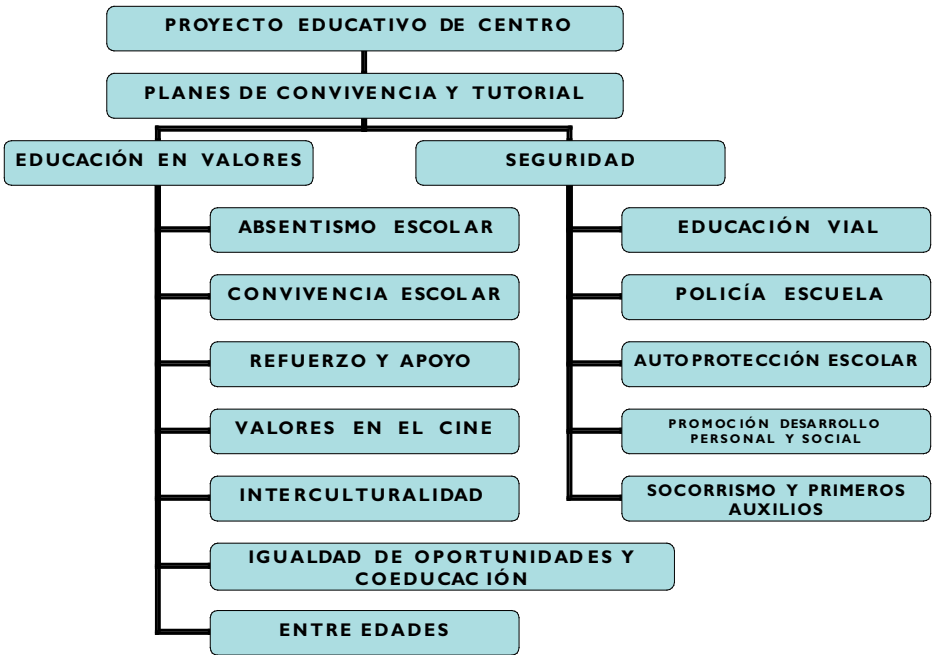 PROYECTO EDUCATIVO DE CENTRO
PLANES DE CONVIVENCIA Y TUTORIAL
EDUCACIÓN EN VALORES
ABSENTISMO ESCOLAR
CONVIVENCIA ESCOLAR
REFUERZO Y APOYO
VALORES EN EL CINE
INTERCULTURALIDAD
IGUALDAD DE OPORTUNIDADES Y
COEDUCACIÓN
ENTRE EDADES
SEGURIDAD
EDUCACIÓN VIAL
POLICÍA ESCUELA
AUTOPROTECCIÓN ESCOLAR
PROMOCIÓN DESARROLLO
PERSONAL Y SOCIAL
SOCORRISMO Y PRIMEROS
AUXILIOS